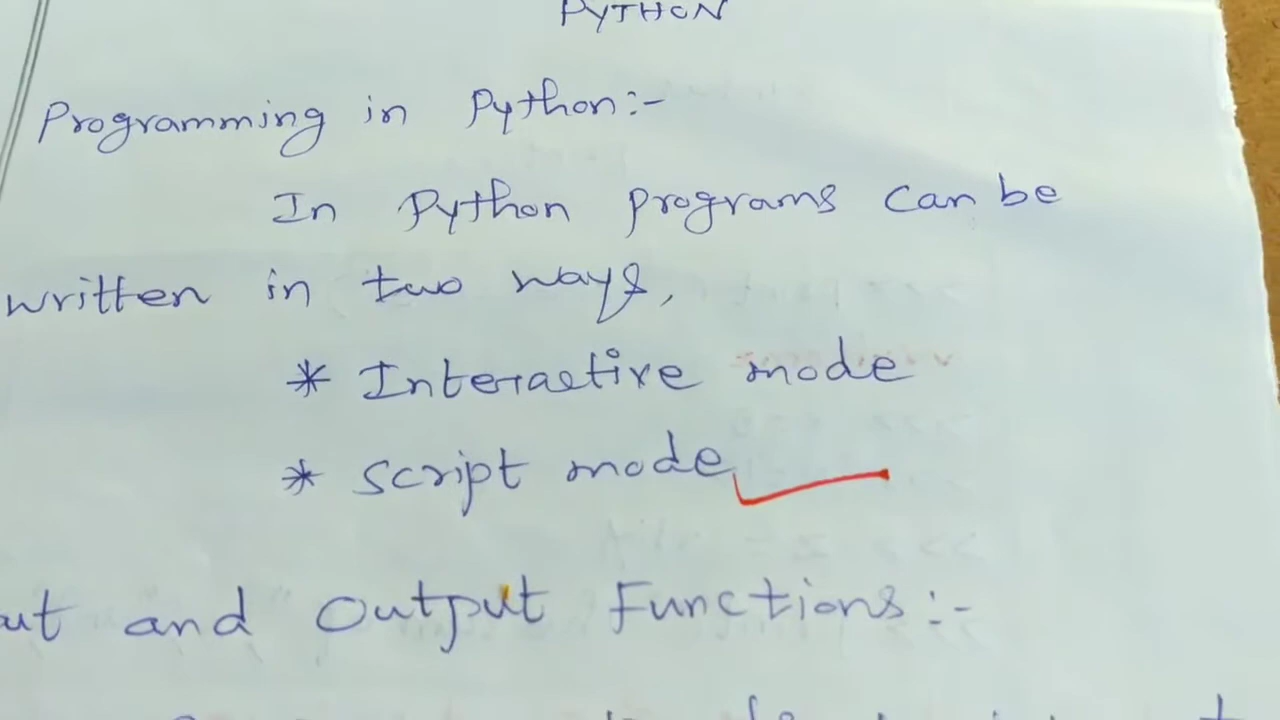 PYTHON
Programming in Python:-
In Python programs can be
written in two ways,
* Interactive mode
* Script mode
ut and Output Functions:-